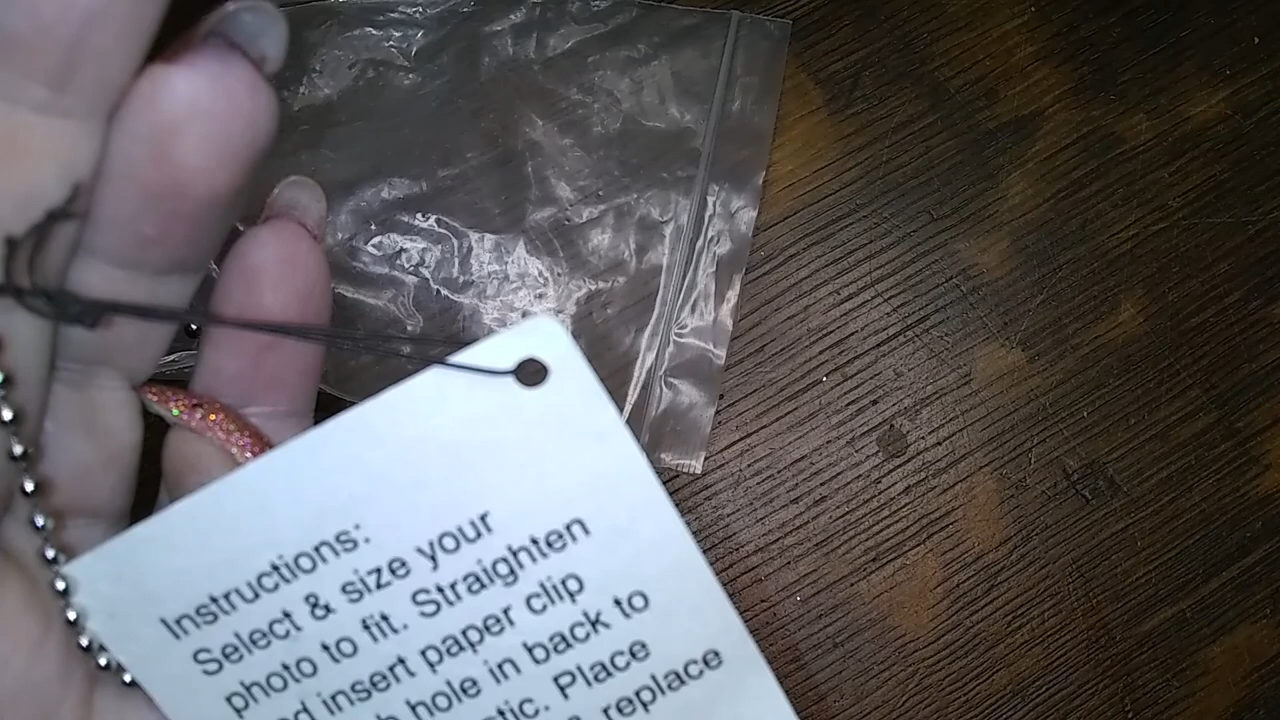 Instructions:
Select & size your
photo to fit. Straighten
insert paper clip
hole in back to
Place
replace